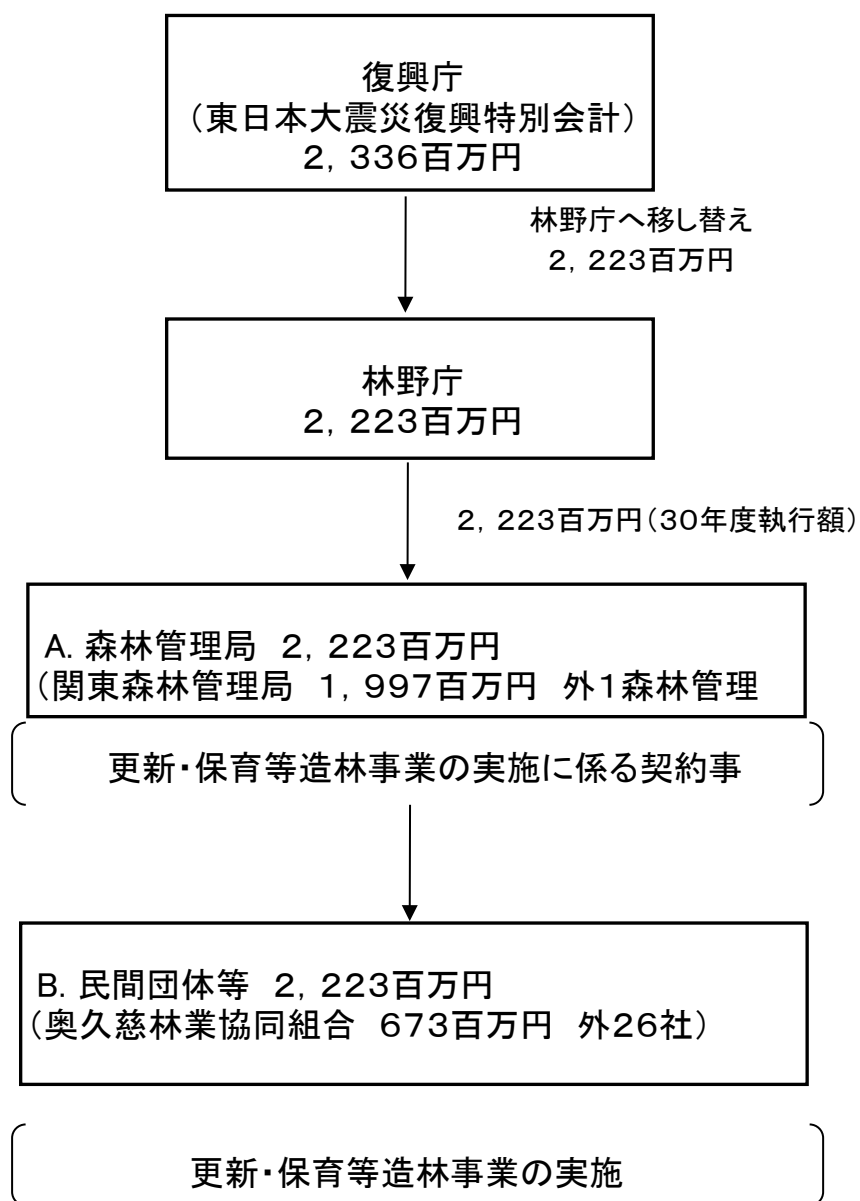 復興庁
（東日本大震災復興特別会計）
２，３３６百万円
林野庁へ移し替え
２，２２３百万円
林野庁
２，２２３百万円
２，２２３百万円（３０年度執行額）
A. 森林管理局　２，２２３百万円
（関東森林管理局　１，９９７百万円　外１森林管理
更新・保育等造林事業の実施に係る契約事
B. 民間団体等　２，２２３百万円
（奥久慈林業協同組合　６７３百万円　外２６社）
更新・保育等造林事業の実施